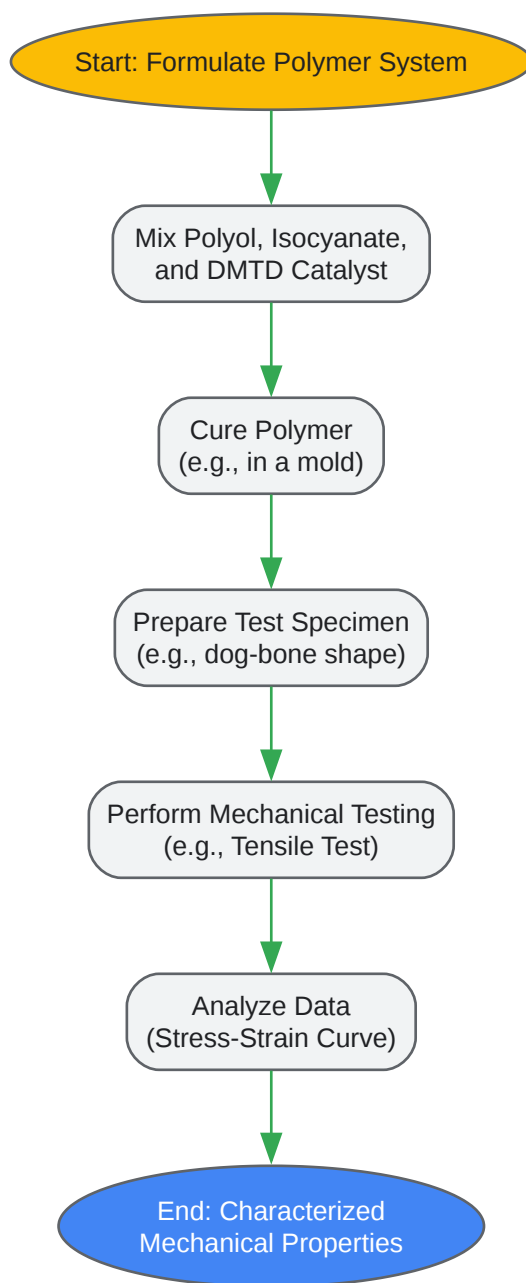 Start: Formulate Polymer System
Mix Polyol, Isocyanate,
and DMTD Catalyst
Cure Polymer
(e.g., in a mold)
Prepare Test Specimen
(e.g., dog-bone shape)
Perform Mechanical Testing
(e.g., Tensile Test)
Analyze Data
(Stress-Strain Curve)
End: Characterized
Mechanical Properties